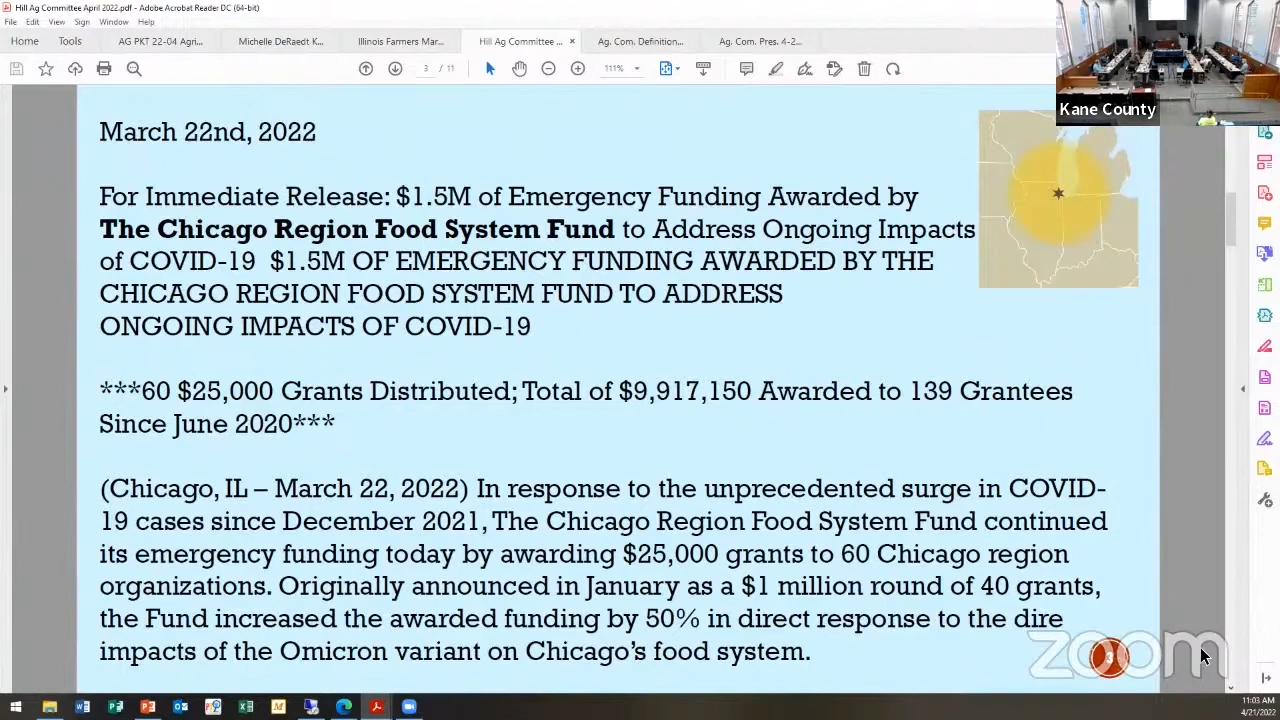 Hill Ag Committee April 2022.pdf - Adobe Acrobat Reader DC (64-bit)
File Edit View Sign Window Help
Home Tools AG PKT 22-04 Agri... Michelle DeRaedt K... Illinois Farmers Mar... Hill Ag Committee ... × Ag. Com. Definition... Ag. Com. Pres. 4-2...
3 / 11 111%
Kane County
March 22nd, 2022
For Immediate Release: $1.5M of Emergency Funding Awarded by
The Chicago Region Food System Fund to Address Ongoing Impacts
of COVID-19 $1.5M OF EMERGENCY FUNDING AWARDED BY THE
CHICAGO REGION FOOD SYSTEM FUND TO ADDRESS
ONGOING IMPACTS OF COVID-19
***60 $25,000 Grants Distributed; Total of $9,917,150 Awarded to 139 Grantees
Since June 2020***
(Chicago, IL – March 22, 2022) In response to the unprecedented surge in COVID-
19 cases since December 2021, The Chicago Region Food System Fund continued
its emergency funding today by awarding $25,000 grants to 60 Chicago region
organizations. Originally announced in January as a $1 million round of 40 grants,
the Fund increased the awarded funding by 50% in direct response to the dire
impacts of the Omicron variant on Chicago's food system.
3
zoom
11:03 AM
4/21/2022